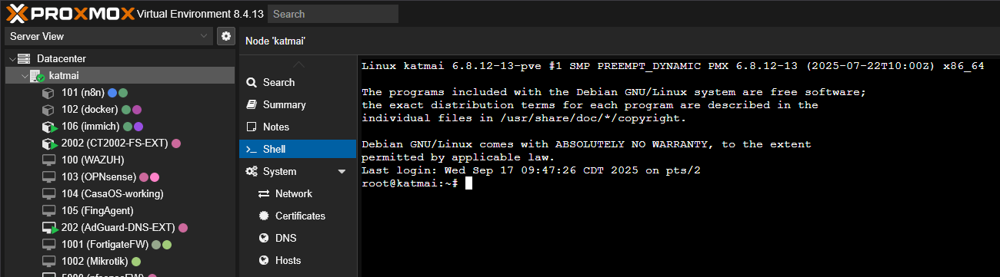 PROXMOX Virtual Environment 8.4.13 Search
Server View
Datacenter
katmai
101 (n8n)
102 (docker)
106 (immich)
2002 (CT2002-FS-EXT)
100 (WAZUH)
103 (OPNsense)
104 (CasaOS-working)
105 (FingAgent)
202 (AdGuard-DNS-EXT)
1001 (FortigateFW)
1002 (Mikrotik)
Node 'katmai'
Search
Summary
Notes
>_ Shell
System
Network
Certificates
DNS
Hosts
Linux katmai 6.8.12-13-pve #1 SMP PREEMPT_DYNAMIC PMX 6.8.12-13 (2025-07-22T10:00Z) x86_64
The programs included with the Debian GNU/Linux system are free software;
the exact distribution terms for each program are described in the
individual files in /usr/share/doc/*/copyright.
Debian GNU/Linux comes with ABSOLUTELY NO WARRANTY, to the extent
permitted by applicable law.
Last login: Wed Sep 17 09:47:26 CDT 2025 on pts/2
root@katmai:~#